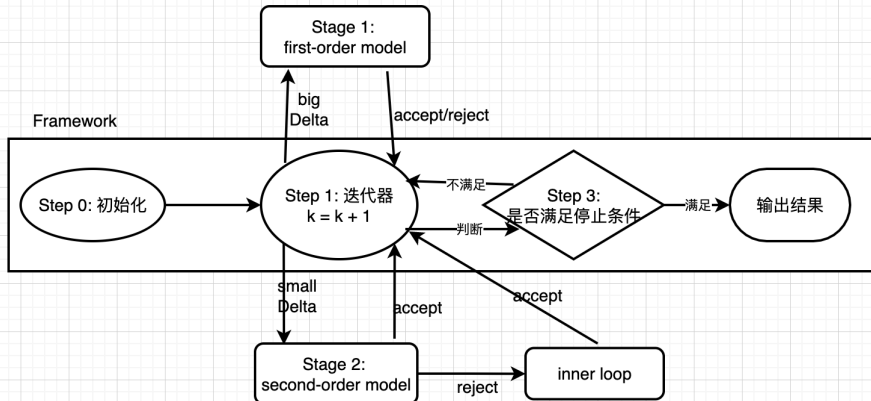 Stage 1:
first-order model
big
Delta
accept/reject
Framework
Step 0: 初始化
Step 1: 迭代器
k = k + 1
不满足
判断
Step 3:
是否满足停止条件
满足
输出结果
small
Delta
accept
accept
Stage 2:
second-order model
reject
inner loop